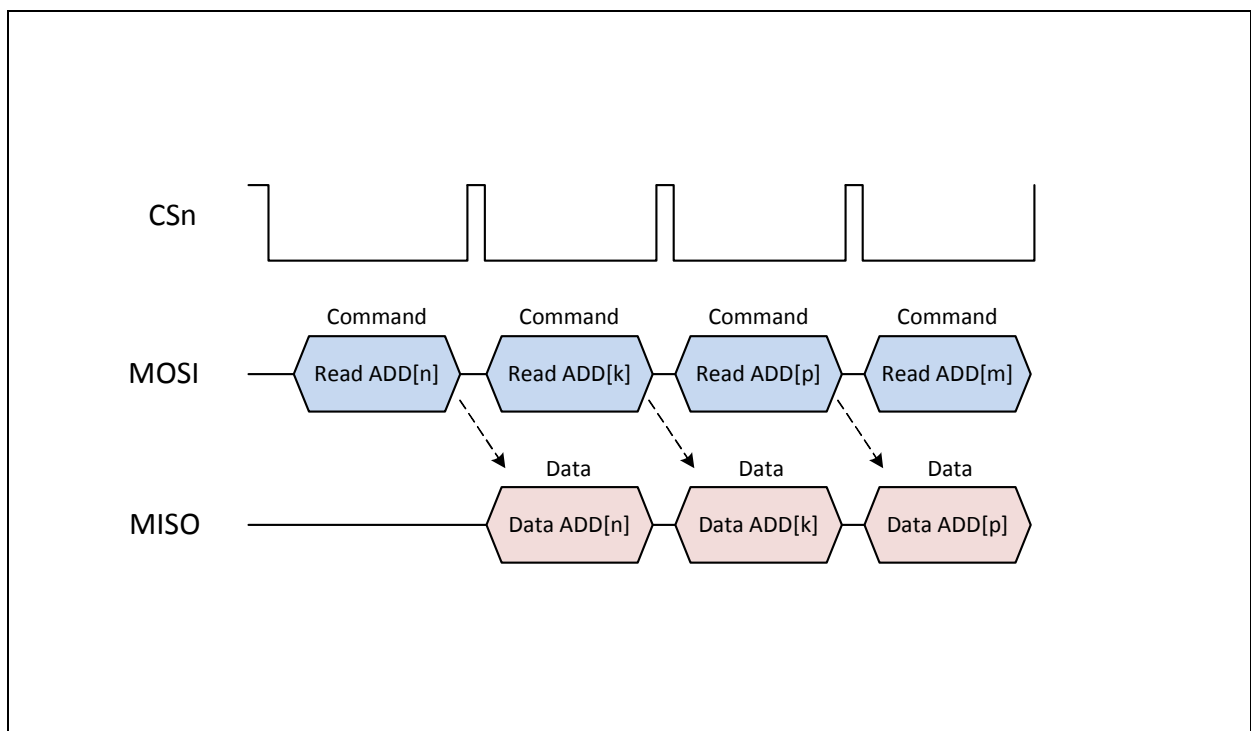 CSn
Command Command Command Command
MOSI Read ADD[n] Read ADD[k] Read ADD[p] Read ADD[m]
Data Data Data
MISO Data ADD[n] Data ADD[k] Data ADD[p]